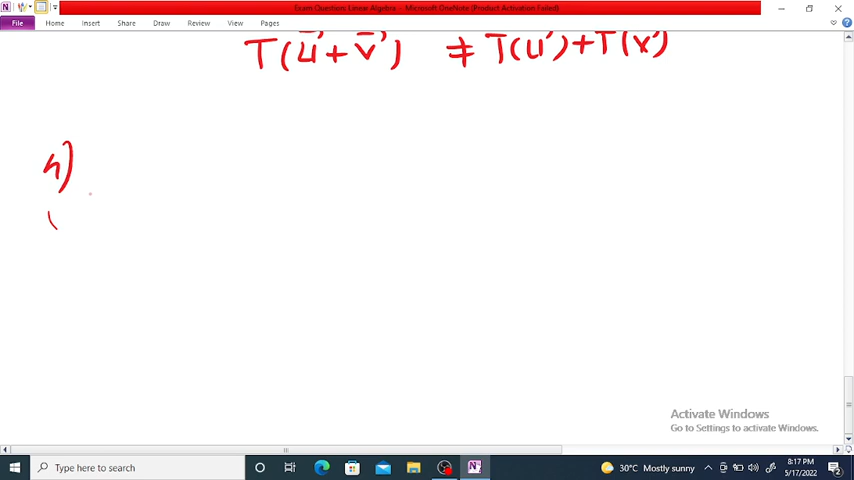 Exam Question: Linear Algebra - Microsoft OneNote (Product Activation Failed)
File Home Insert Share Draw Review View Pages
T(ū'+v̄') ≠ T(u')+T(v')
Activate Windows
Go to Settings to activate Windows.
Type here to search
30°C Mostly sunny
8:17 PM
5/17/2022
2